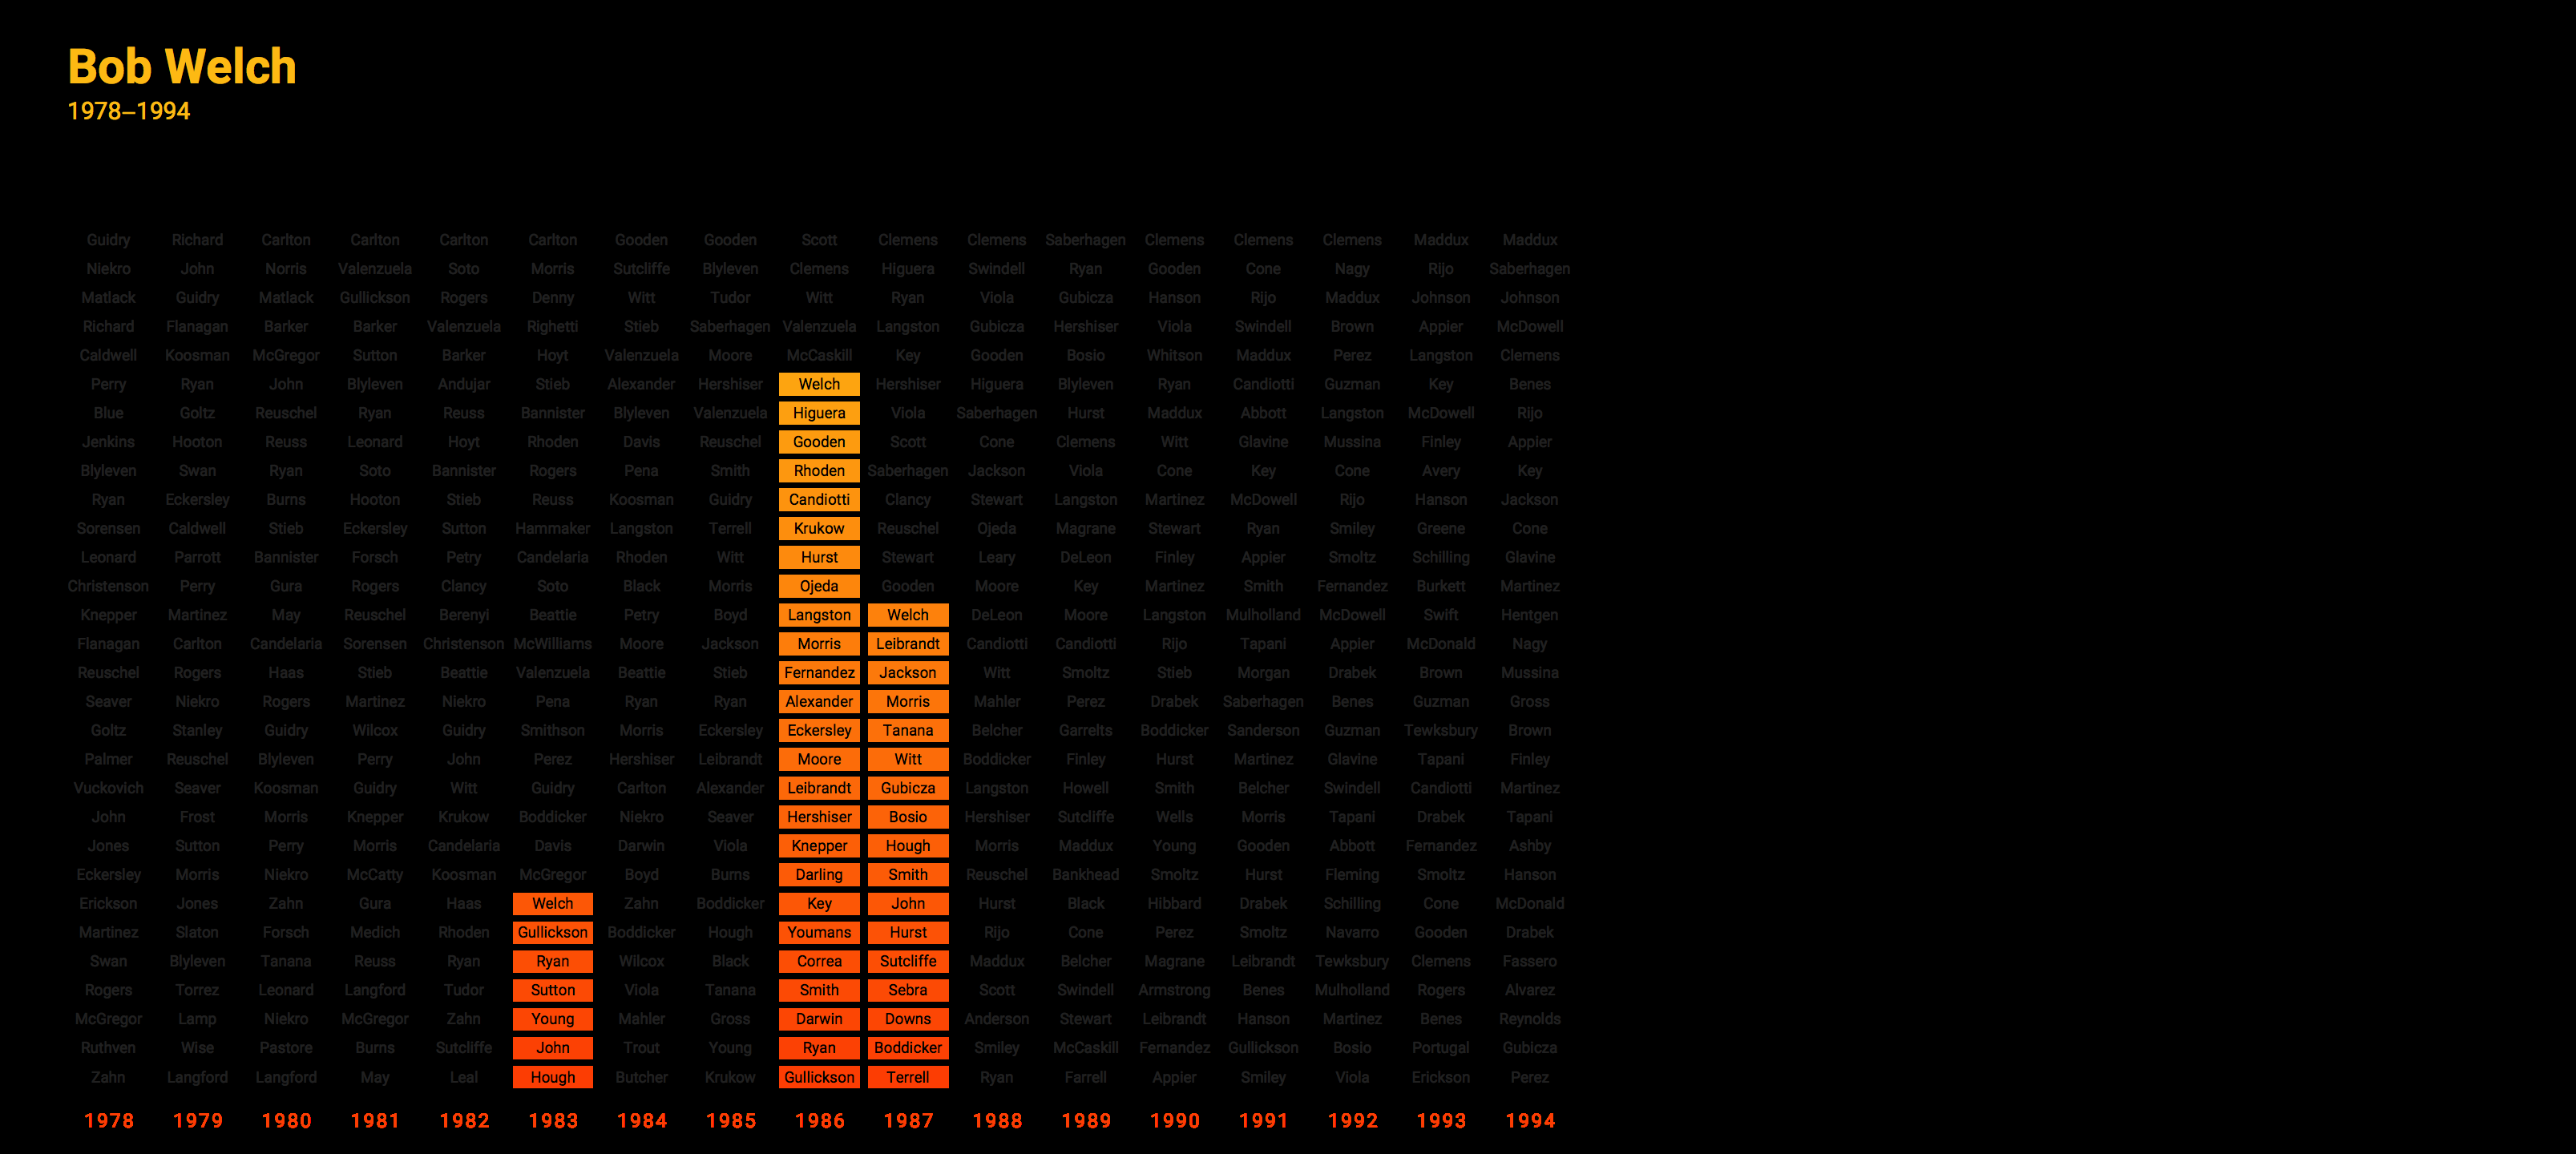 Bob Welch
1978–1994
Guidry Richard Carlton Carlton Carlton Carlton Gooden Gooden Scott Clemens Clemens Saberhagen Clemens Clemens Clemens Maddux Maddux
Niekro John Norris Valenzuela Soto Morris Sutcliffe Blyleven Clemens Higuera Swindell Ryan Gooden Cone Nagy Rijo Saberhagen
Matlack Guidry Matlack Gullickson Rogers Denny Witt Tudor Witt Ryan Viola Gubicza Hanson Rijo Maddux Johnson Johnson
Richard Flanagan Barker Barker Valenzuela Righetti Stieb Saberhagen Valenzuela Langston Gubicza Hershiser Viola Swindell Brown Appier McDowell
Caldwell Koosman McGregor Sutton Barker Hoyt Valenzuela Moore McCaskill Key Gooden Bosio Whitson Maddux Perez Langston Clemens
Perry Ryan John Blyleven Andujar Stieb Alexander Hershiser Welch Hershiser Higuera Blyleven Ryan Candiotti Guzman Key Benes
Blue Goltz Reuschel Ryan Reuss Bannister Blyleven Valenzuela Higuera Viola Saberhagen Hurst Maddux Abbott Langston McDowell Rijo
Jenkins Hooton Reuss Leonard Hoyt Rhoden Davis Reuschel Gooden Scott Cone Clemens Witt Glavine Mussina Finley Appier
Blyleven Swan Ryan Soto Bannister Rogers Pena Smith Rhoden Saberhagen Jackson Viola Cone Key Cone Avery Key
Ryan Eckersley Burns Hooton Stieb Reuss Koosman Guidry Candiotti Clancy Stewart Langston Martinez McDowell Rijo Hanson Jackson
Sorensen Caldwell Stieb Eckersley Sutton Hammaker Langston Terrell Krukow Reuschel Ojeda Magrane Stewart Ryan Smiley Greene Cone
Leonard Parrott Bannister Forsch Petry Candelaria Rhoden Witt Hurst Stewart Leary DeLeon Finley Appier Smoltz Schilling Glavine
Christenson Perry Gura Rogers Clancy Soto Black Morris Ojeda Gooden Moore Key Martinez Smith Fernandez Burkett Martinez
Knepper Martinez May Reuschel Berenyi Beattie Petry Boyd Langston Welch DeLeon Moore Langston Mulholland McDowell Swift Hentgen
Flanagan Carlton Candelaria Sorensen Christenson McWilliams Moore Jackson Morris Leibrandt Candiotti Candiotti Rijo Tapani Appier McDonald Nagy
Reuschel Rogers Haas Stieb Beattie Valenzuela Beattie Stieb Fernandez Jackson Witt Smoltz Stieb Morgan Drabek Brown Mussina
Seaver Niekro Rogers Martinez Niekro Pena Ryan Ryan Alexander Morris Mahler Perez Drabek Saberhagen Benes Guzman Gross
Goltz Stanley Guidry Wilcox Guidry Smithson Morris Eckersley Eckersley Tanana Belcher Garrelts Boddicker Sanderson Guzman Tewksbury Brown
Palmer Reuschel Blyleven Perry John Perez Hershiser Leibrandt Moore Witt Boddicker Finley Hurst Martinez Glavine Tapani Finley
Vuckovich Seaver Koosman Guidry Witt Guidry Carlton Alexander Leibrandt Gubicza Langston Howell Smith Belcher Swindell Candiotti Martinez
John Frost Morris Knepper Krukow Boddicker Niekro Seaver Hershiser Bosio Hershiser Sutcliffe Wells Morris Tapani Drabek Tapani
Jones Sutton Perry Morris Candelaria Davis Darwin Viola Knepper Hough Morris Maddux Young Gooden Abbott Fernandez Ashby
Eckersley Morris Niekro McCatty Koosman McGregor Boyd Burns Darling Smith Reuschel Bankhead Smoltz Hurst Fleming Smoltz Hanson
Erickson Jones Zahn Gura Haas Welch Zahn Boddicker Key John Hurst Black Hibbard Drabek Schilling Cone McDonald
Martinez Slaton Forsch Medich Rhoden Gullickson Boddicker Hough Youmans Hurst Rijo Cone Perez Smoltz Navarro Gooden Drabek
Swan Blyleven Tanana Reuss Ryan Ryan Wilcox Black Correa Sutcliffe Maddux Belcher Magrane Leibrandt Tewksbury Clemens Fassero
Rogers Torrez Leonard Langford Tudor Sutton Viola Tanana Smith Sebra Scott Swindell Armstrong Benes Mulholland Rogers Alvarez
McGregor Lamp Niekro McGregor Zahn Young Mahler Gross Darwin Downs Anderson Stewart Leibrandt Hanson Martinez Benes Reynolds
Ruthven Wise Pastore Burns Sutcliffe John Trout Young Ryan Boddicker Smiley McCaskill Fernandez Gullickson Bosio Portugal Gubicza
Zahn Langford Langford May Leal Hough Butcher Krukow Gullickson Terrell Ryan Farrell Appier Smiley Viola Erickson Perez
1978 1979 1980 1981 1982 1983 1984 1985 1986 1987 1988 1989 1990 1991 1992 1993 1994